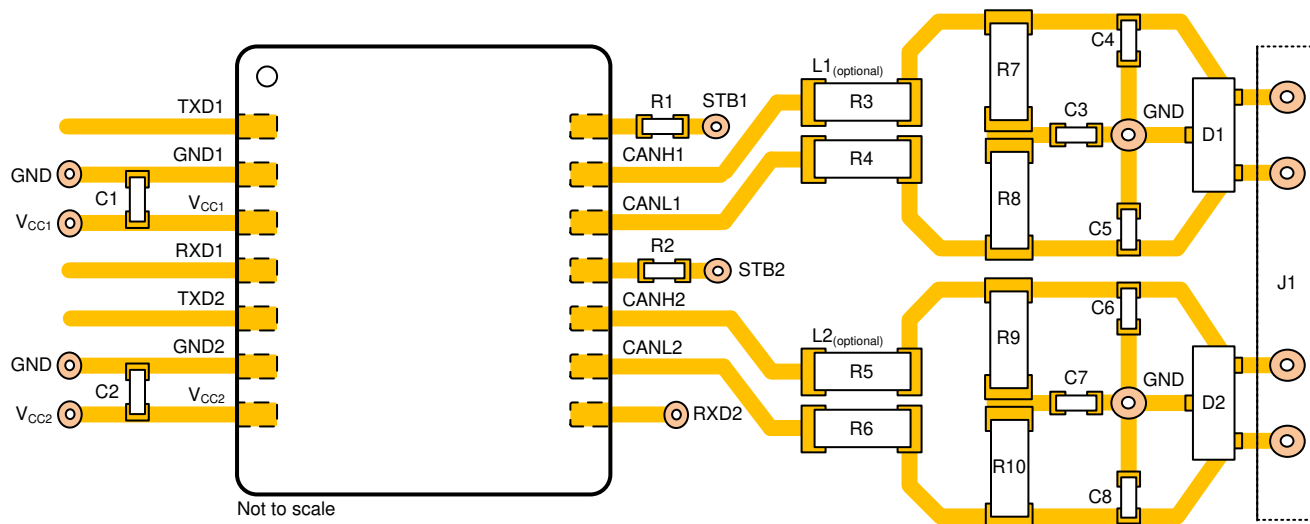 TXD1
GND1
GND
C1
VCC1
VCC1
RXD1
TXD2
GND2
GND
C2
VCC2
VCC2
Not to scale
R1
STB1
CANH1
CANL1
R2
STB2
CANH2
CANL2
RXD2
L1(optional)
R3
R4
R7
R8
C3
C4
C5
GND
D1
L2(optional)
R5
R6
R9
R10
C6
C7
C8
GND
D2
J1